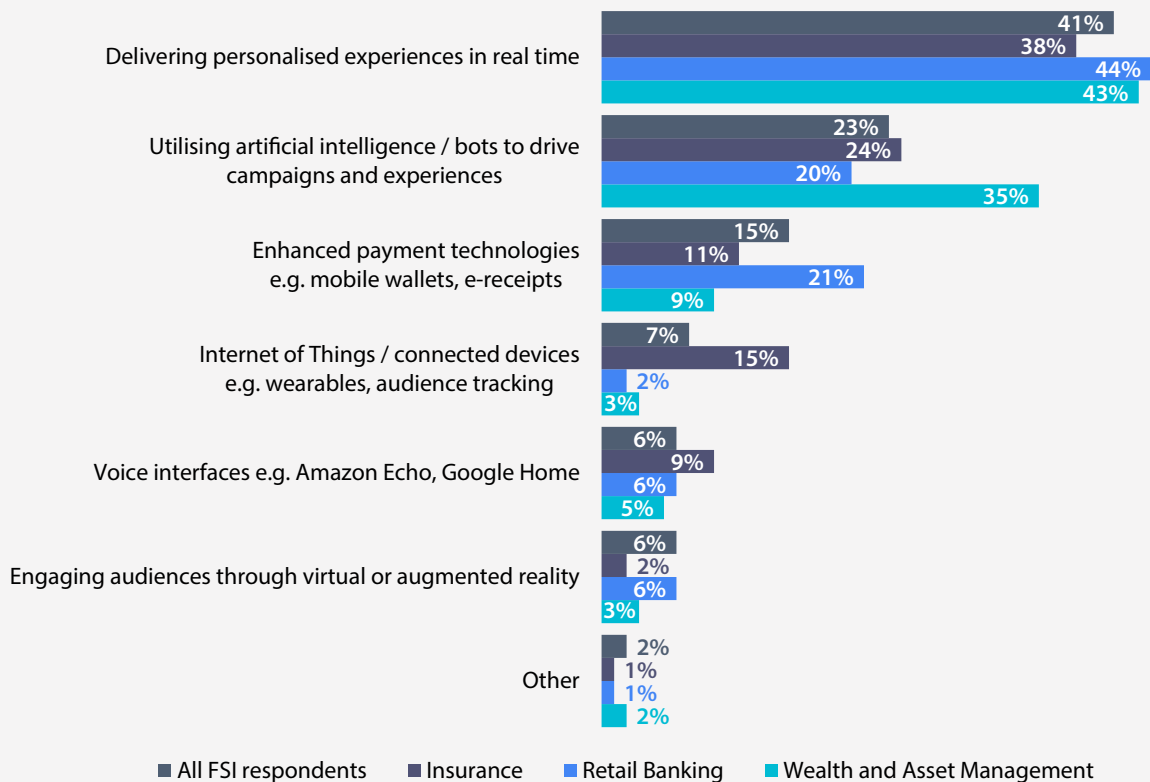 41%
38%
Delivering personalised experiences in real time
44%
43%
23%
Utilising artificial intelligence / bots to drive
24%
campaigns and experiences
20%
35%
15%
Enhanced payment technologies
11%
e.g. mobile wallets, e-receipts
21%
9%
7%
Internet of Things / connected devices
15%
e.g. wearables, audience tracking
2%
3%
6%
Voice interfaces e.g. Amazon Echo, Google Home
9%
6%
5%
6%
Engaging audiences through virtual or augmented reality
2%
6%
3%
2%
Other
1%
1%
2%
All FSI respondents Insurance Retail Banking Wealth and Asset Management